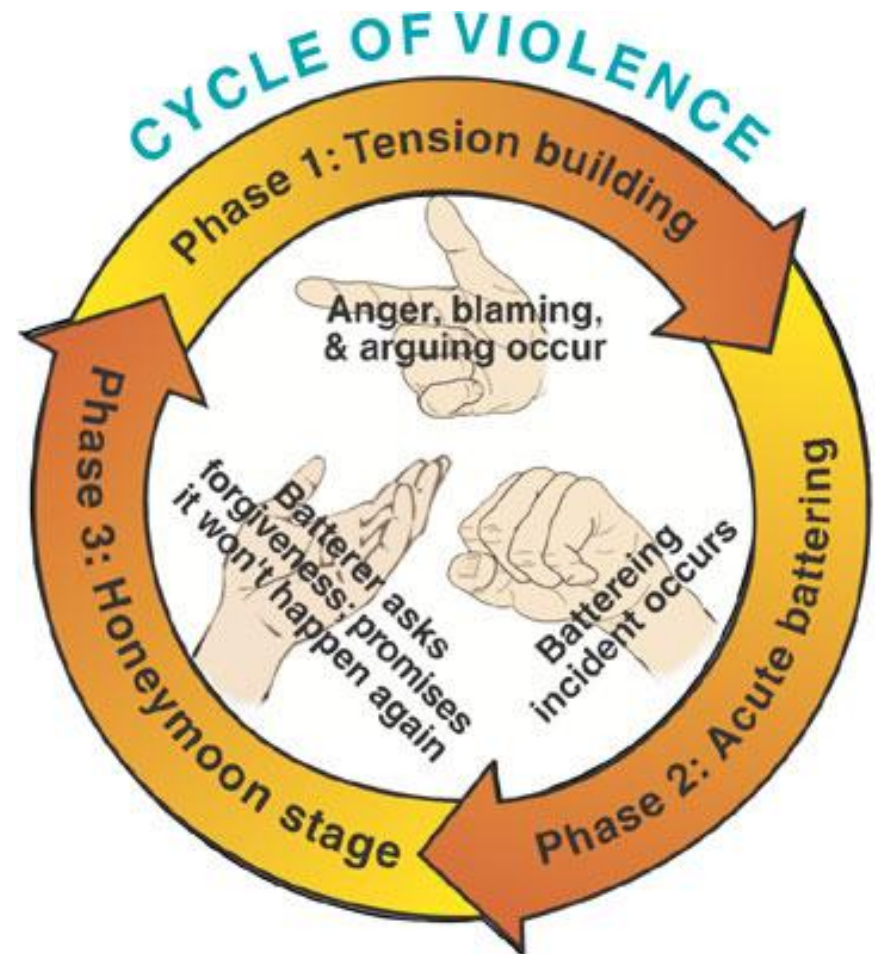 CYCLE OF VIOLENCE
Phase 1: Tension building
Anger, blaming,
& arguing occur
Phase 2: Acute battering
Battereing
incident occurs
Phase 3: Honeymoon stage
Batterer asks
forgiveness; promises
it won't happen again